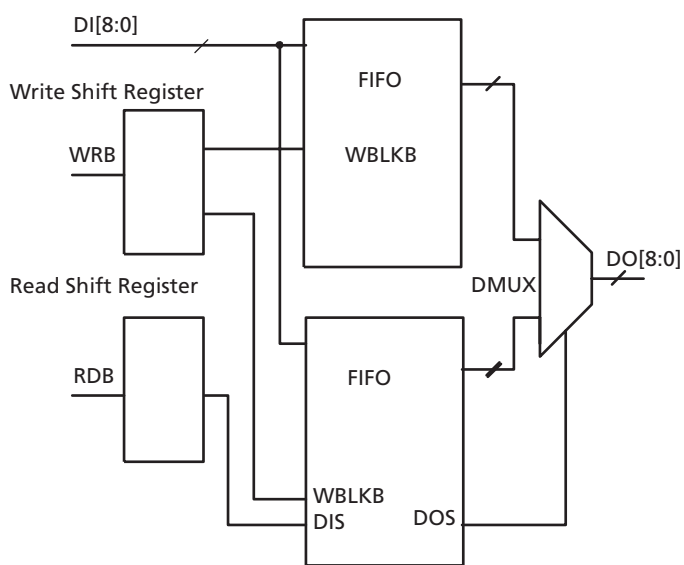 DI[8:0]
FIFO
Write Shift Register
WRB
WBLKB
DO[8:0]
Read Shift Register
DMUX
RDB
FIFO
WBLKB
DIS
DOS